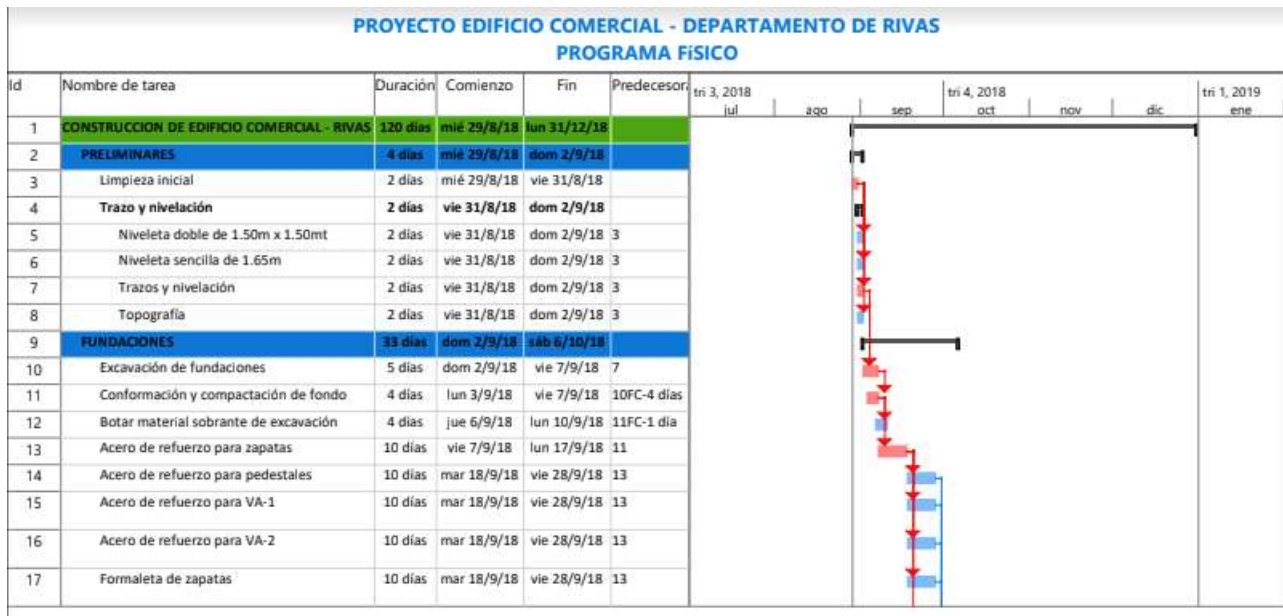 PROYECTO EDIFICIO COMERCIAL - DEPARTAMENTO DE RIVAS
PROGRAMA FíSICO
Id Nombre de tarea Duración Comienzo Fin Predecesor
tri 3, 2018 tri 4, 2018 tri 1, 2019
jul ago sep oct nov dic ene
1 CONSTRUCCION DE EDIFICIO COMERCIAL - RIVAS 120 días mié 29/8/18 lun 31/12/18
2 PRELIMINARES 4 días mié 29/8/18 dom 2/9/18
3 Limpieza inicial 2 días mié 29/8/18 vie 31/8/18
4 Trazo y nivelación 2 días vie 31/8/18 dom 2/9/18
5 Niveleta doble de 1.50m x 1.50mt 2 días vie 31/8/18 dom 2/9/18 3
6 Niveleta sencilla de 1.65m 2 días vie 31/8/18 dom 2/9/18 3
7 Trazos y nivelación 2 días vie 31/8/18 dom 2/9/18 3
8 Topografía 2 días vie 31/8/18 dom 2/9/18 3
9 FUNDACIONES 33 días dom 2/9/18 sáb 6/10/18
10 Excavación de fundaciones 5 días dom 2/9/18 vie 7/9/18 7
11 Conformación y compactación de fondo 4 días lun 3/9/18 vie 7/9/18 10FC-4 días
12 Botar material sobrante de excavación 4 días jue 6/9/18 lun 10/9/18 11FC-1 día
13 Acero de refuerzo para zapatas 10 días vie 7/9/18 lun 17/9/18 11
14 Acero de refuerzo para pedestales 10 días mar 18/9/18 vie 28/9/18 13
15 Acero de refuerzo para VA-1 10 días mar 18/9/18 vie 28/9/18 13
16 Acero de refuerzo para VA-2 10 días mar 18/9/18 vie 28/9/18 13
17 Formaleta de zapatas 10 días mar 18/9/18 vie 28/9/18 13